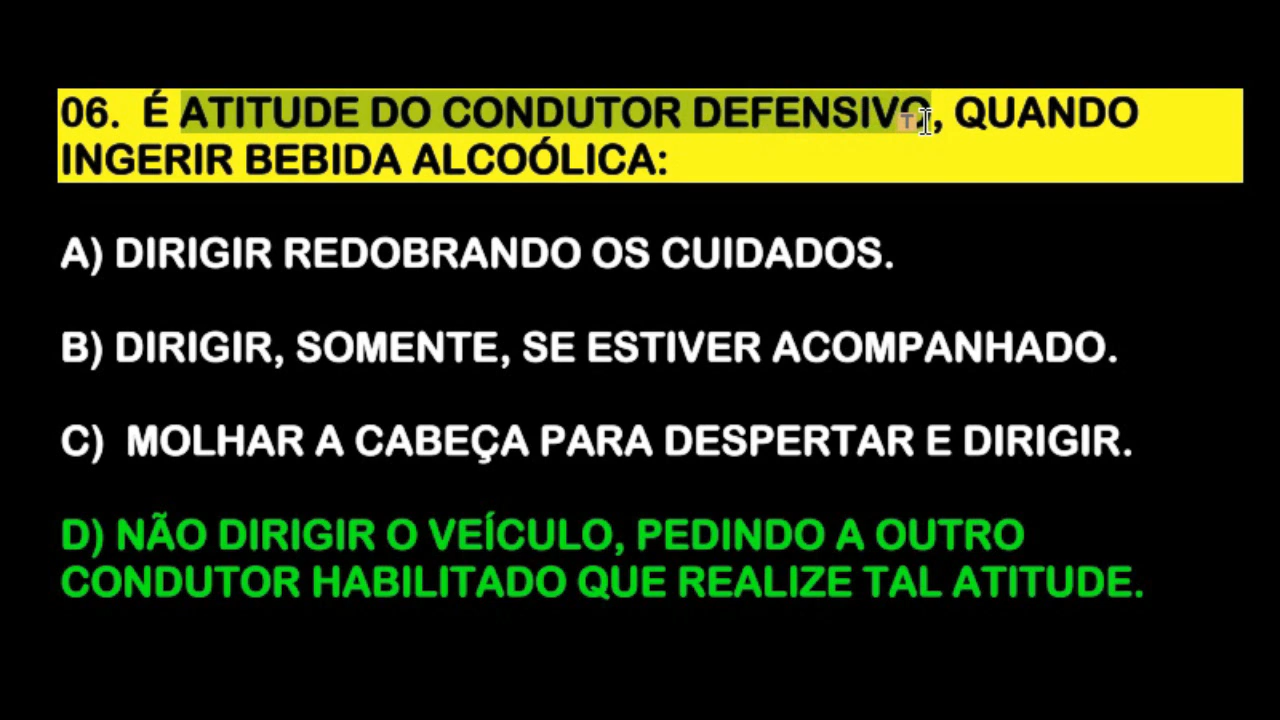 06. É ATITUDE DO CONDUTOR DEFENSIVO, QUANDO
INGERIR BEBIDA ALCOÓLICA:
A) DIRIGIR REDOBRANDO OS CUIDADOS.
B) DIRIGIR, SOMENTE, SE ESTIVER ACOMPANHADO.
C) MOLHAR A CABEÇA PARA DESPERTAR E DIRIGIR.
D) NÃO DIRIGIR O VEÍCULO, PEDINDO A OUTRO
CONDUTOR HABILITADO QUE REALIZE TAL ATITUDE.